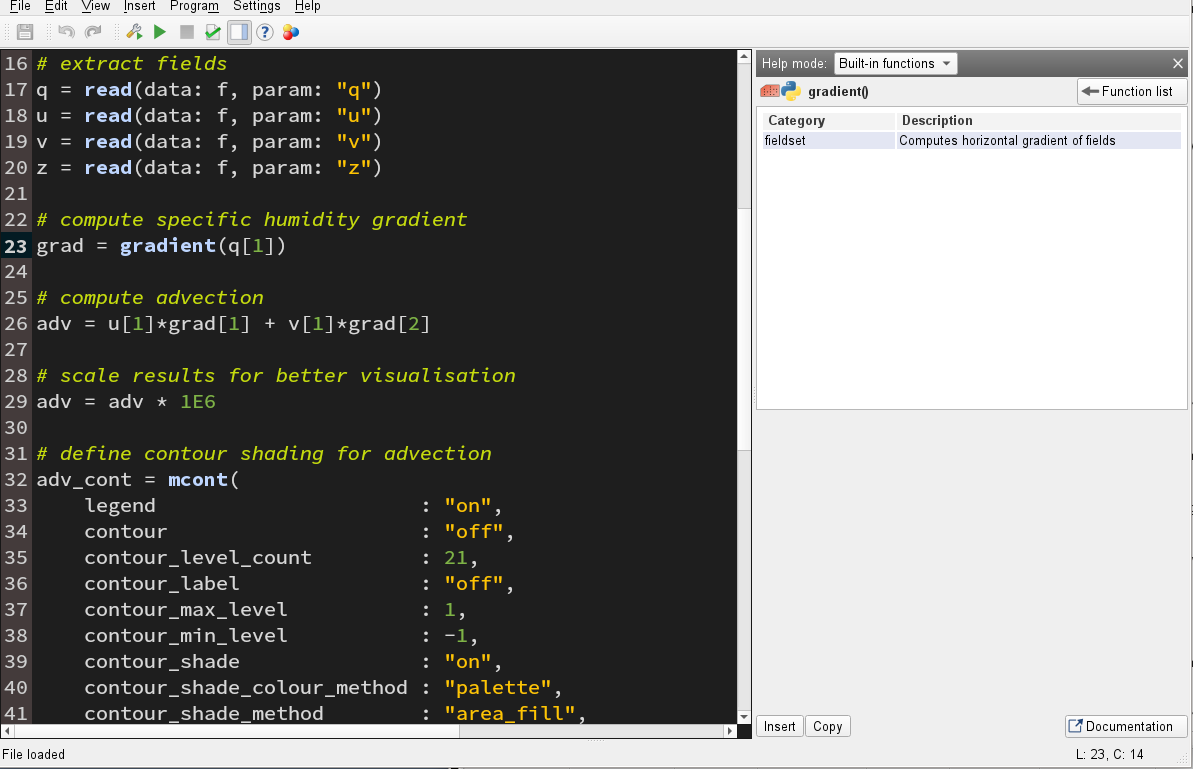 File Edit View Insert Program Settings Help
16 # extract fields
17 q = read(data: f, param: "q")
18 u = read(data: f, param: "u")
19 v = read(data: f, param: "v")
20 z = read(data: f, param: "z")
21
22 # compute specific humidity gradient
23 grad = gradient(q[1])
24
25 # compute advection
26 adv = u[1]*grad[1] + v[1]*grad[2]
27
28 # scale results for better visualisation
29 adv = adv * 1E6
30
31 # define contour shading for advection
32 adv_cont = mcont(
33 legend : "on",
34 contour : "off",
35 contour_level_count : 21,
36 contour_label : "off",
37 contour_max_level : 1,
38 contour_min_level : -1,
39 contour_shade : "on",
40 contour_shade_colour_method : "palette",
41 contour_shade_method : "area_fill",
Help mode: Built-in functions
gradient()
Function list
Category Description
fieldset Computes horizontal gradient of fields
Insert Copy Documentation
File loaded L: 23, C: 14